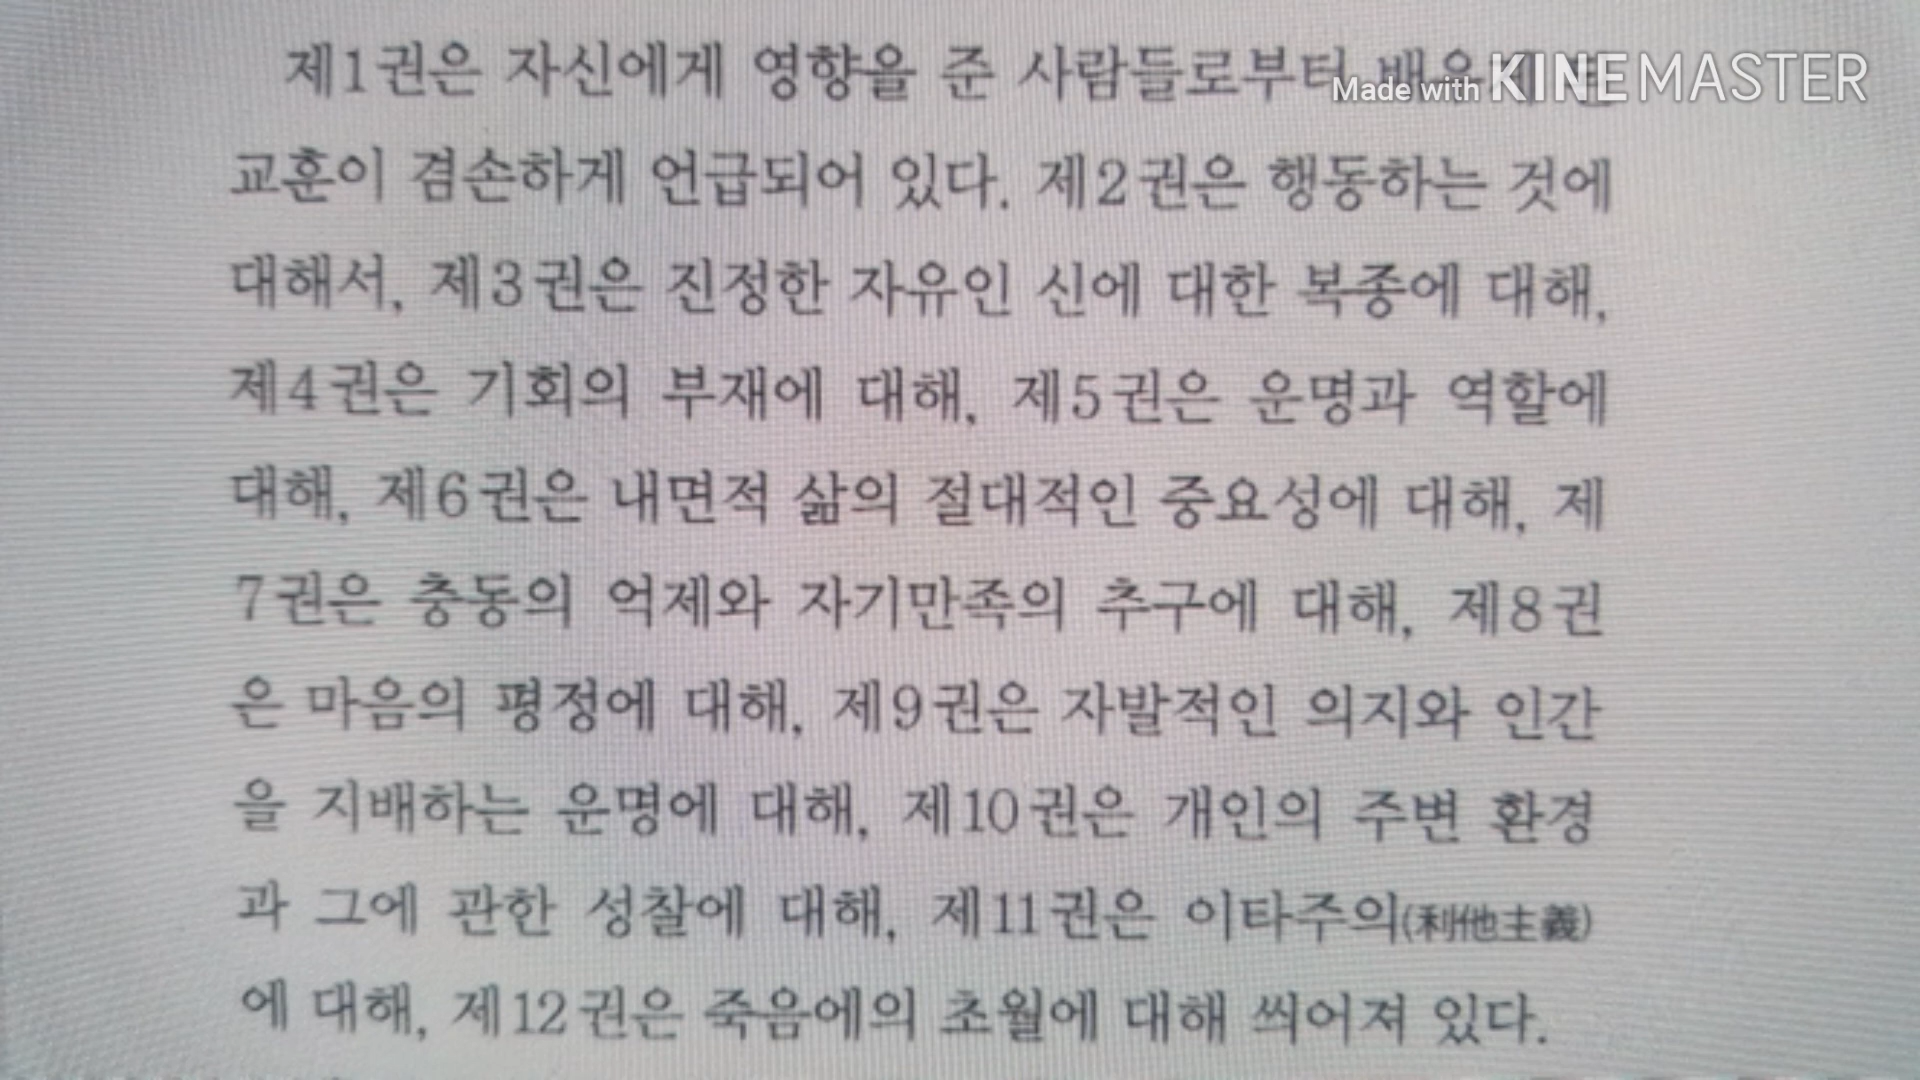 제1권은 자신에게 영향을 준 사람들로부터
Made with KINEMASTER
교훈이 겸손하게 언급되어 있다. 제2권은 행동하는 것에
대해서, 제3권은 진정한 자유인 신에 대한 복종에 대해,
제4권은 기회의 부재에 대해, 제5권은 운명과 역할에
대해, 제6권은 내면적 삶의 절대적인 중요성에 대해, 제
7권은 충동의 억제와 자기만족의 추구에 대해, 제8권
은 마음의 평정에 대해, 제9권은 자발적인 의지와 인간
을 지배하는 운명에 대해, 제10권은 개인의 주변 환경
과 그에 관한 성찰에 대해, 제11권은 이타주의(利他主義)
에 대해, 제12권은 죽음에의 초월에 대해 씌어져 있다.